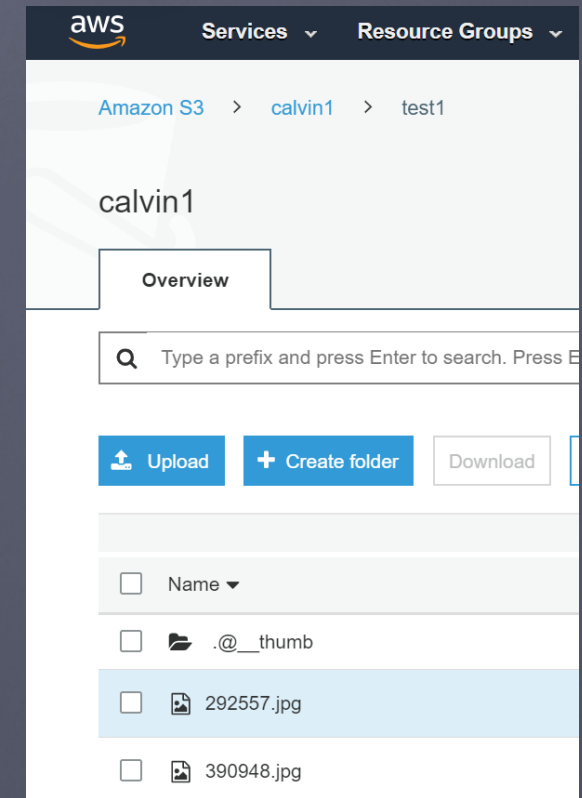 aws Services Resource Groups
Amazon S3 > calvin1 > test1
calvin1
Overview
Type a prefix and press Enter to search. Press E
Upload + Create folder Download
Name
.@__thumb
292557.jpg
390948.jpg